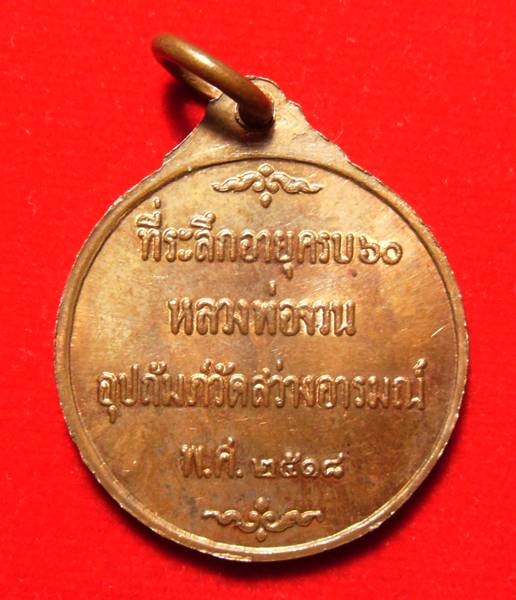 ที่ระลึกอายุครบ๖๐
หลวงพ่อจวน
อุปถัมภ์วัดสว่างอารมณ์
พ.ศ. ๒๕๑๘